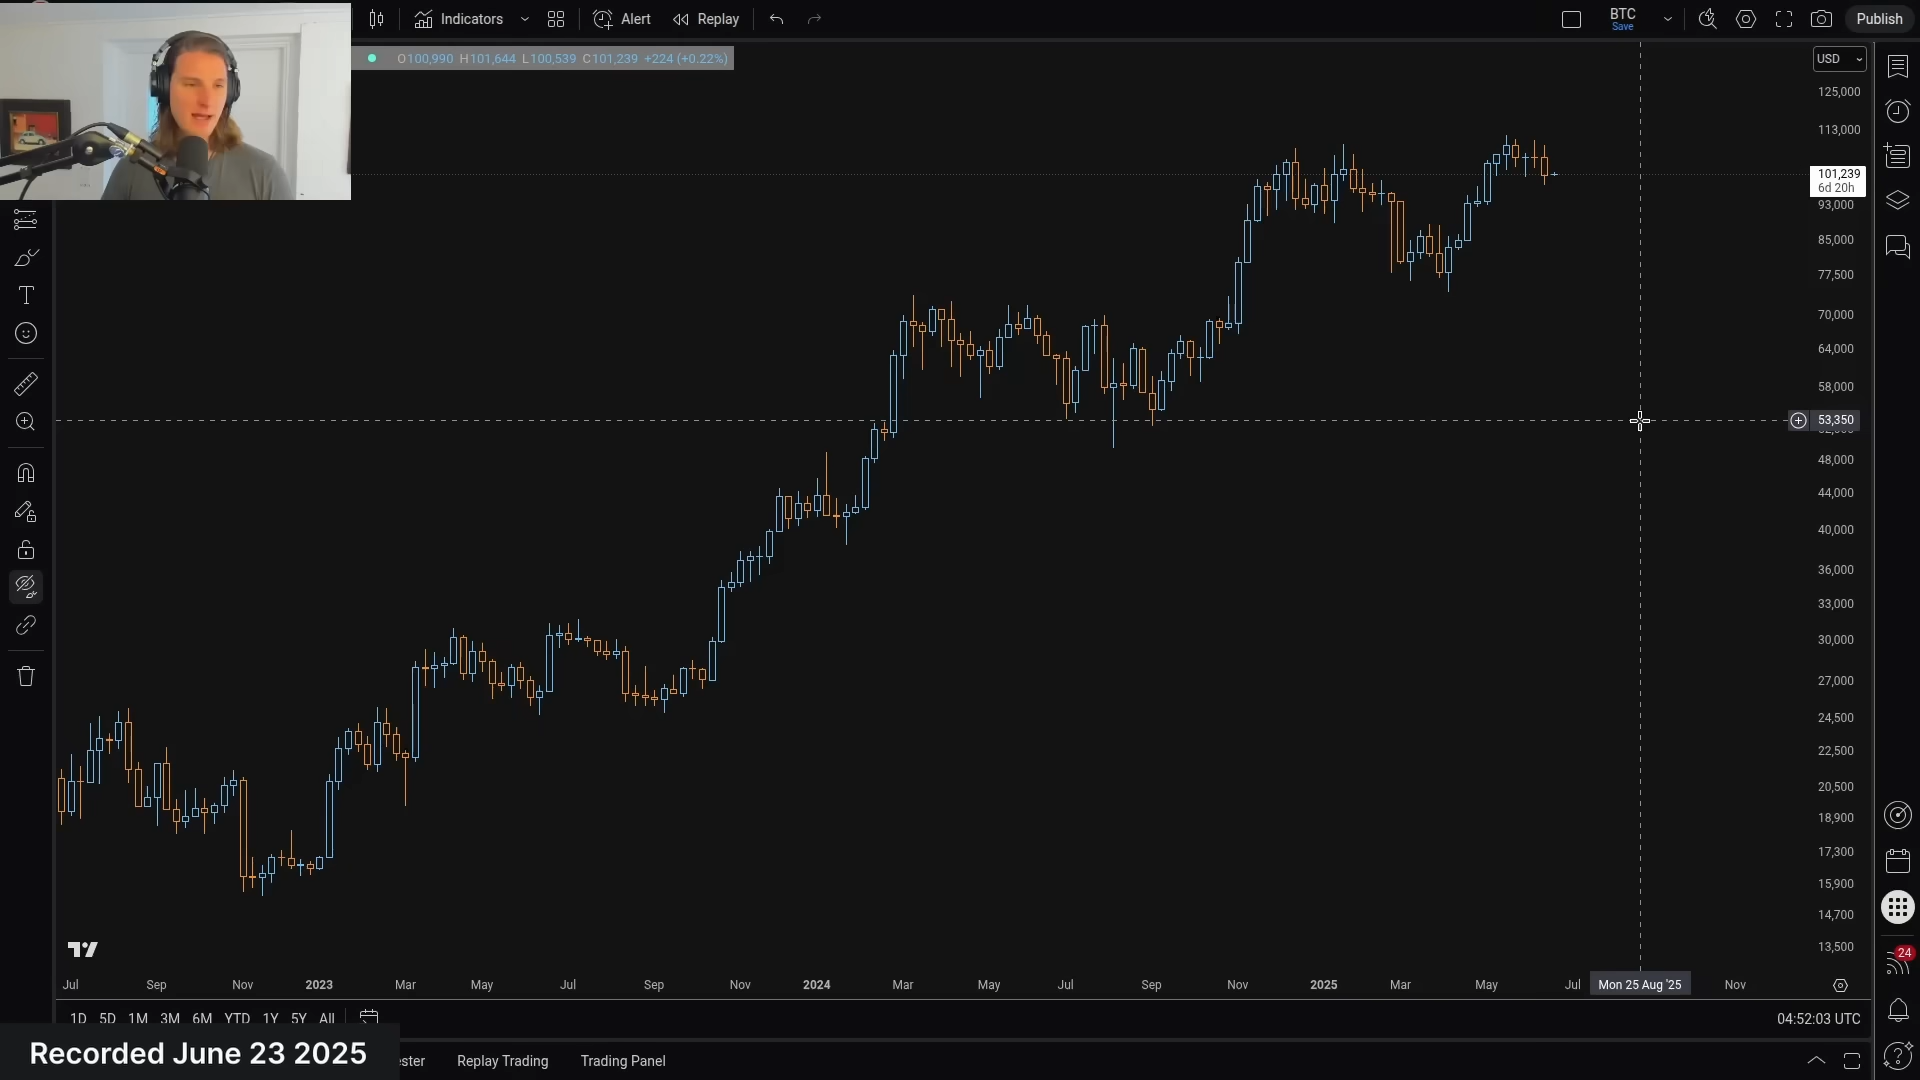 Indicators
Alert
Replay
BTC
Save
Publish
O100,990 H101,644 L100,539 C101,239 +224 (+0.22%)
USD
125,000
113,000
101,239
6d 20h
93,000
85,000
77,500
70,000
64,000
58,000
53,350
48,000
44,000
40,000
36,000
33,000
30,000
27,000
24,500
22,500
20,500
18,900
17,300
15,900
14,700
13,500
24
Jul Sep Nov 2023 Mar May Jul Sep Nov 2024 Mar May Jul Sep Nov 2025 Mar May Jul Mon 25 Aug '25 Nov
1D 5D 1M 3M 6M YTD 1Y 5Y All
04:52:03 UTC
Recorded June 23 2025
ester
Replay Trading
Trading Panel